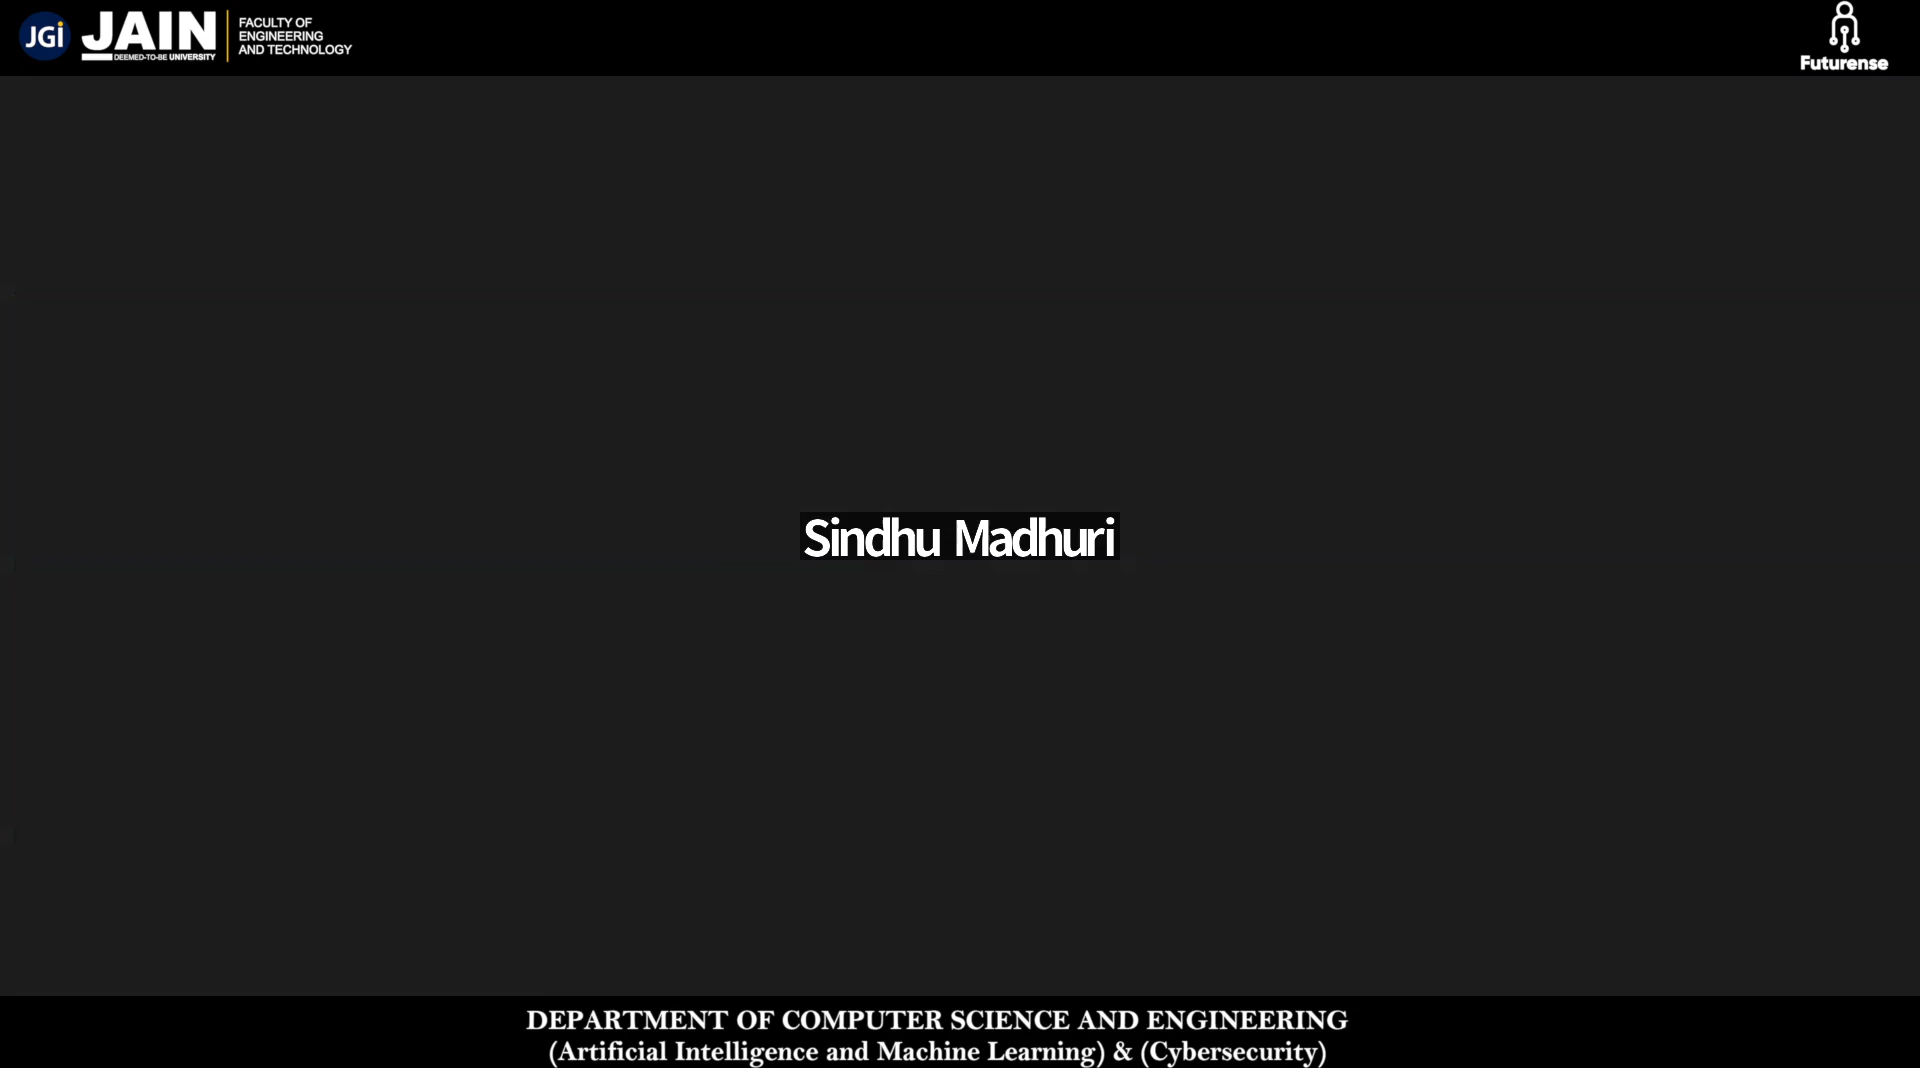 JGi
JAIN
DEEMED-TO-BE UNIVERSITY
FACULTY OF
ENGINEERING
AND TECHNOLOGY
Futurense
Sindhu Madhuri
DEPARTMENT OF COMPUTER SCIENCE AND ENGINEERING
(Artificial Intelligence and Machine Learning) & (Cybersecurity)